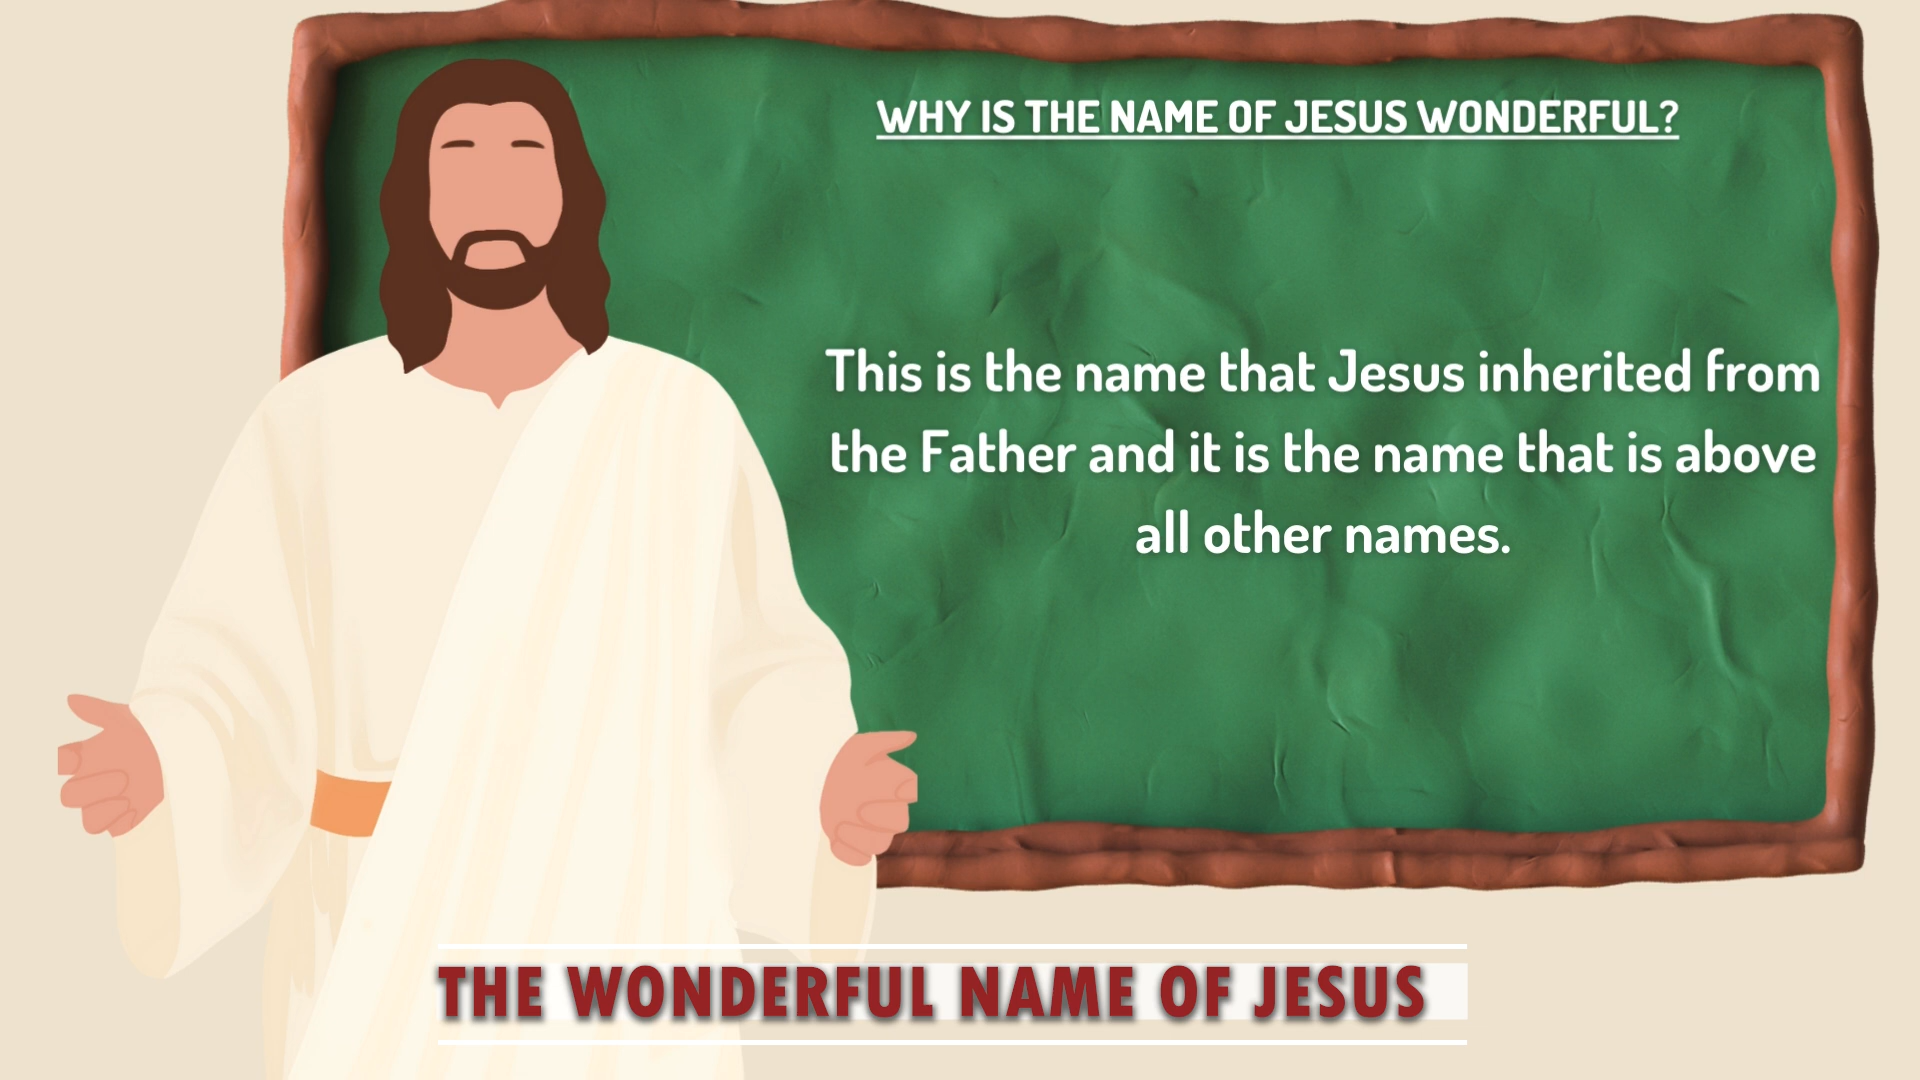 WHY IS THE NAME OF JESUS WONDERFUL?
This is the name that Jesus inherited from
the Father and it is the name that is above
all other names.
THE WONDERFUL NAME OF JESUS